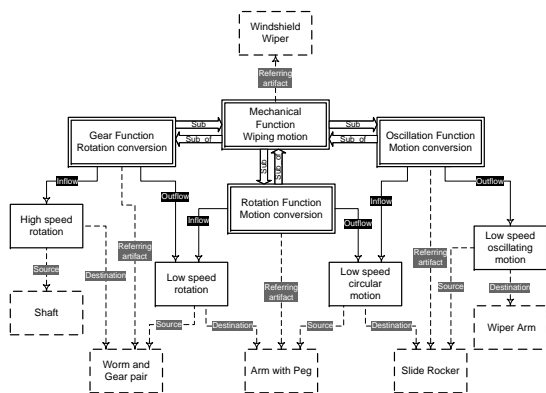 Windshield
Wiper
Referring
artifact
Mechanical
Function
Wiping motion
Sub
Sub_of
Sub
Sub_of
Gear Function
Rotation conversion
Oscillation Function
Motion conversion
Sub
Sub_of
Inflow
Outflow
Rotation Function
Motion conversion
Inflow
Outflow
Inflow
Outflow
High speed
rotation
Low speed
oscillating
motion
Referring
artifact
Referring
artifact
Source
Destination
Low speed
rotation
Referring
artifact
Low speed
circular
motion
Source
Destination
Shaft
Source
Destination
Source
Destination
Wiper Arm
Worm and
Gear pair
Arm with Peg
Slide Rocker